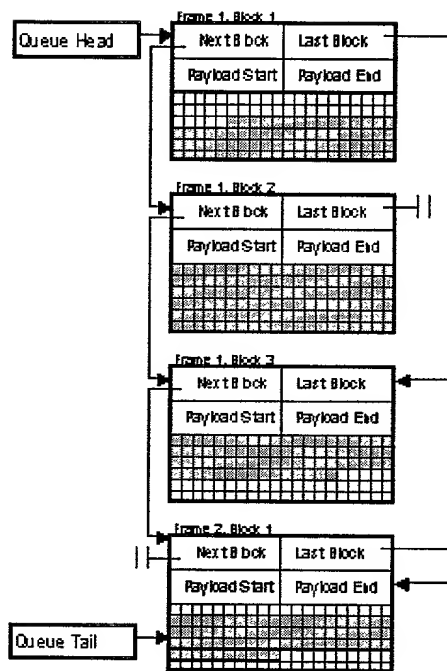 Frame 1, Block 1
Queue Head
Next Block
Last Block
Payload Start
Payload End
Frame 1, Block 2
Next Block
Last Block
Payload Start
Payload End
Frame 1, Block 3
Next Block
Last Block
Payload Start
Payload End
Frame 2, Block 1
Next Block
Last Block
Payload Start
Payload End
Queue Tail